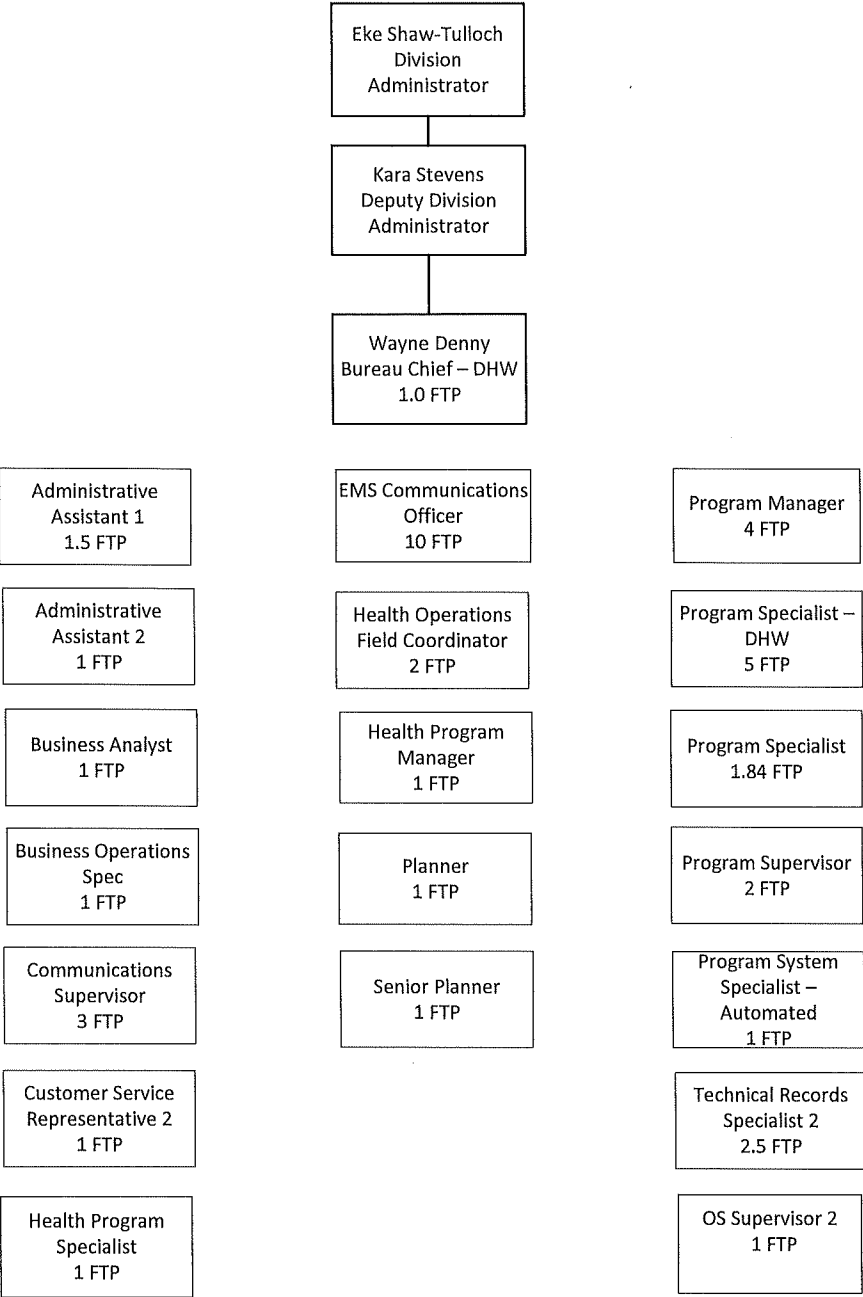 Eke Shaw-Tulloch
Division
Administrator
Kara Stevens
Deputy Division
Administrator
Wayne Denny
Bureau Chief – DHW
1.0 FTP
Administrative
Assistant 1
1.5 FTP
Administrative
Assistant 2
1 FTP
Business Analyst
1 FTP
Business Operations
Spec
1 FTP
Communications
Supervisor
3 FTP
Customer Service
Representative 2
1 FTP
Health Program
Specialist
1 FTP
EMS Communications
Officer
10 FTP
Health Operations
Field Coordinator
2 FTP
Health Program
Manager
1 FTP
Planner
1 FTP
Senior Planner
1 FTP
Program Manager
4 FTP
Program Specialist –
DHW
5 FTP
Program Specialist
1.84 FTP
Program Supervisor
2 FTP
Program System
Specialist –
Automated
1 FTP
Technical Records
Specialist 2
2.5 FTP
OS Supervisor 2
1 FTP